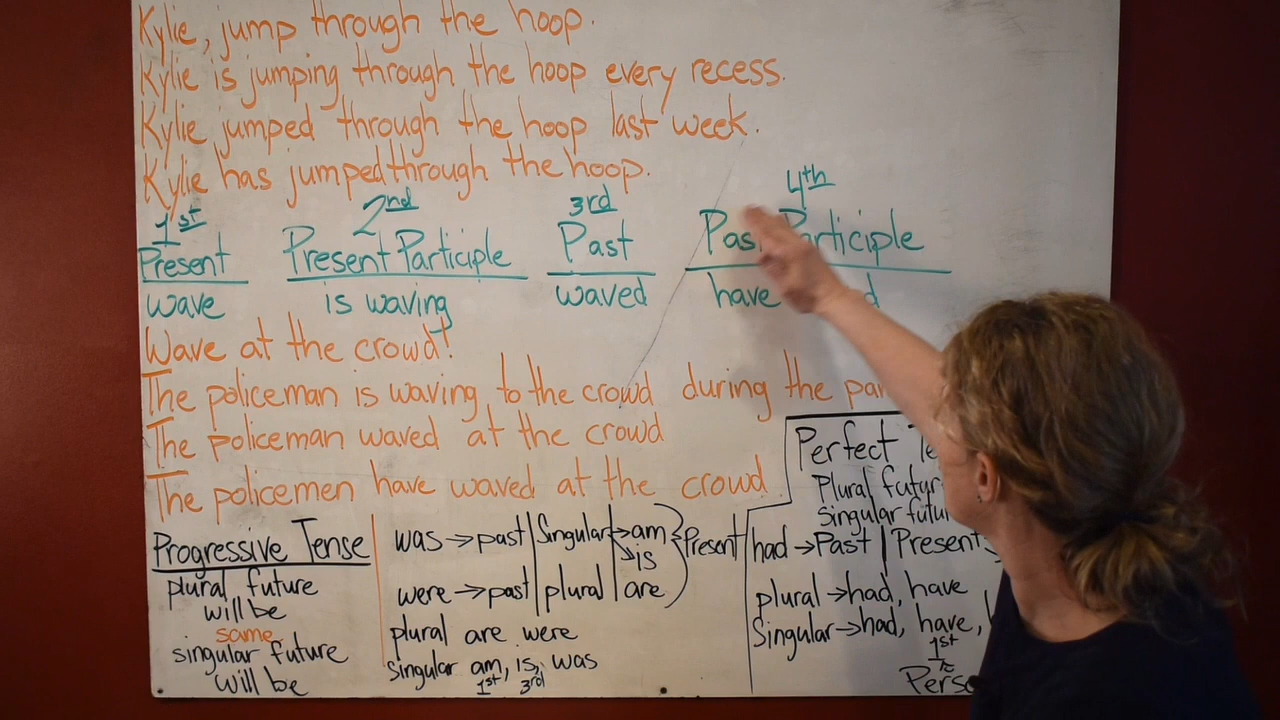 Kylie, jump through the hoop.
Kylie is jumping through the hoop every recess.
Kylie jumped through the hoop last week.
Kylie has jumped through the hoop.
1st 2nd 3rd 4th
Present Present Participle Past Participle
wave is waving waved have
Wave at the crowd!
The policeman is waving to the crowd during the
The policeman waved at the crowd
The policemen have waved at the crowd
Perfect
Plural
singular
Progressive Tense
plural future
will be
same
singular future
will be
was → past | Singular → am
is
were → past | plural | are
Present
plural are were
singular am, is, was
1st 3rd
had → Past | Present
plural → had, have
Singular → had, have,
1st